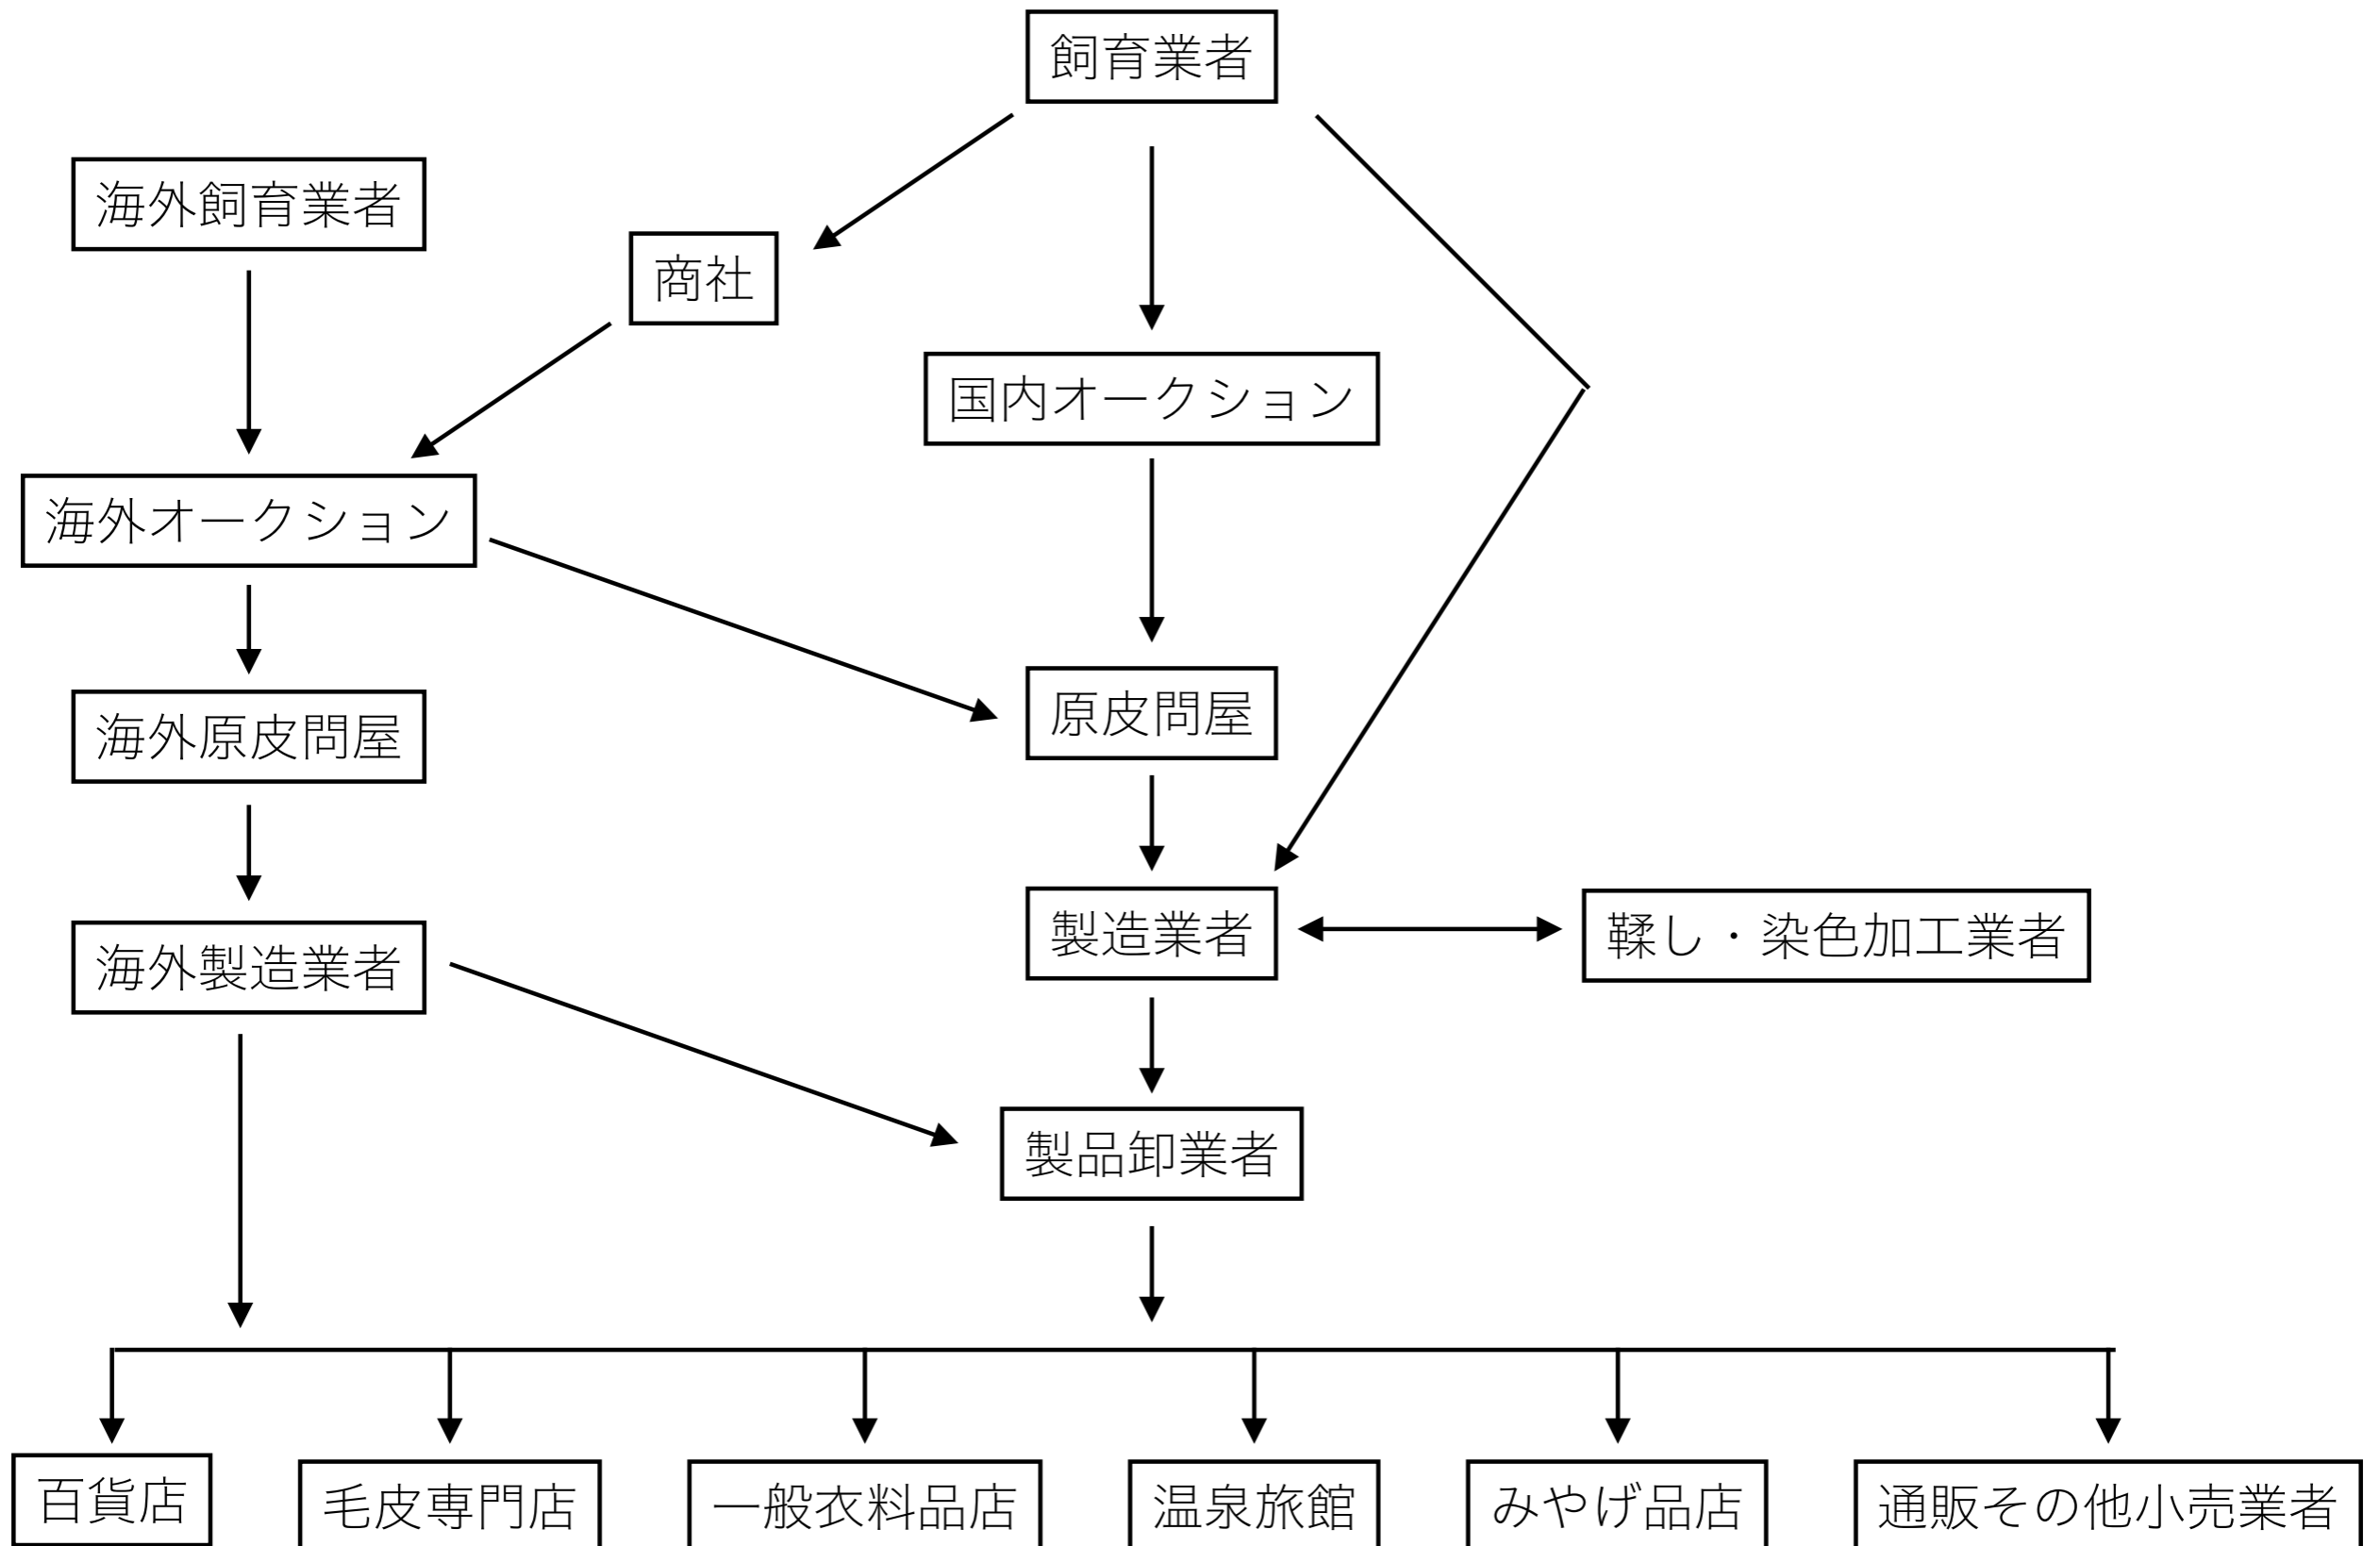 飼育業者
海外飼育業者
商社
国内オークション
海外オークション
原皮問屋
海外原皮問屋
製造業者
鞣し・染色加工業者
海外製造業者
製品卸業者
百貨店
毛皮専門店
一般衣料品店
温泉旅館
みやげ品店
通販その他小売業者